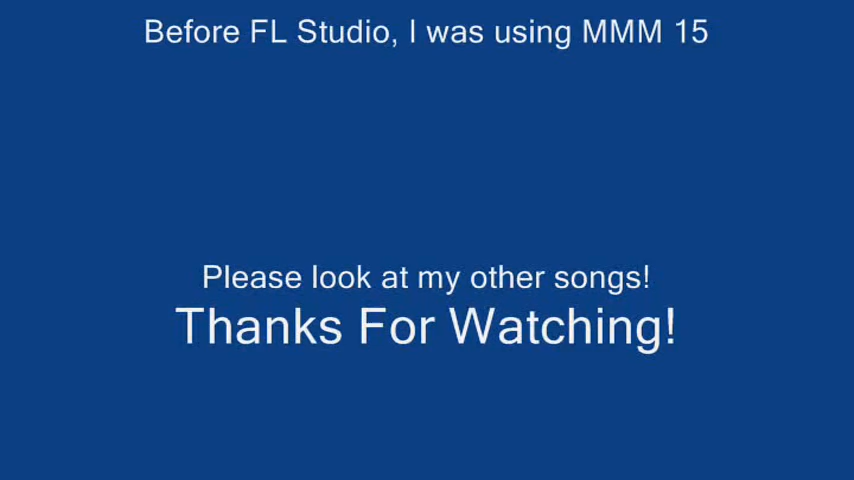 Before FL Studio, I was using MMM 15
Please look at my other songs!
Thanks For Watching!